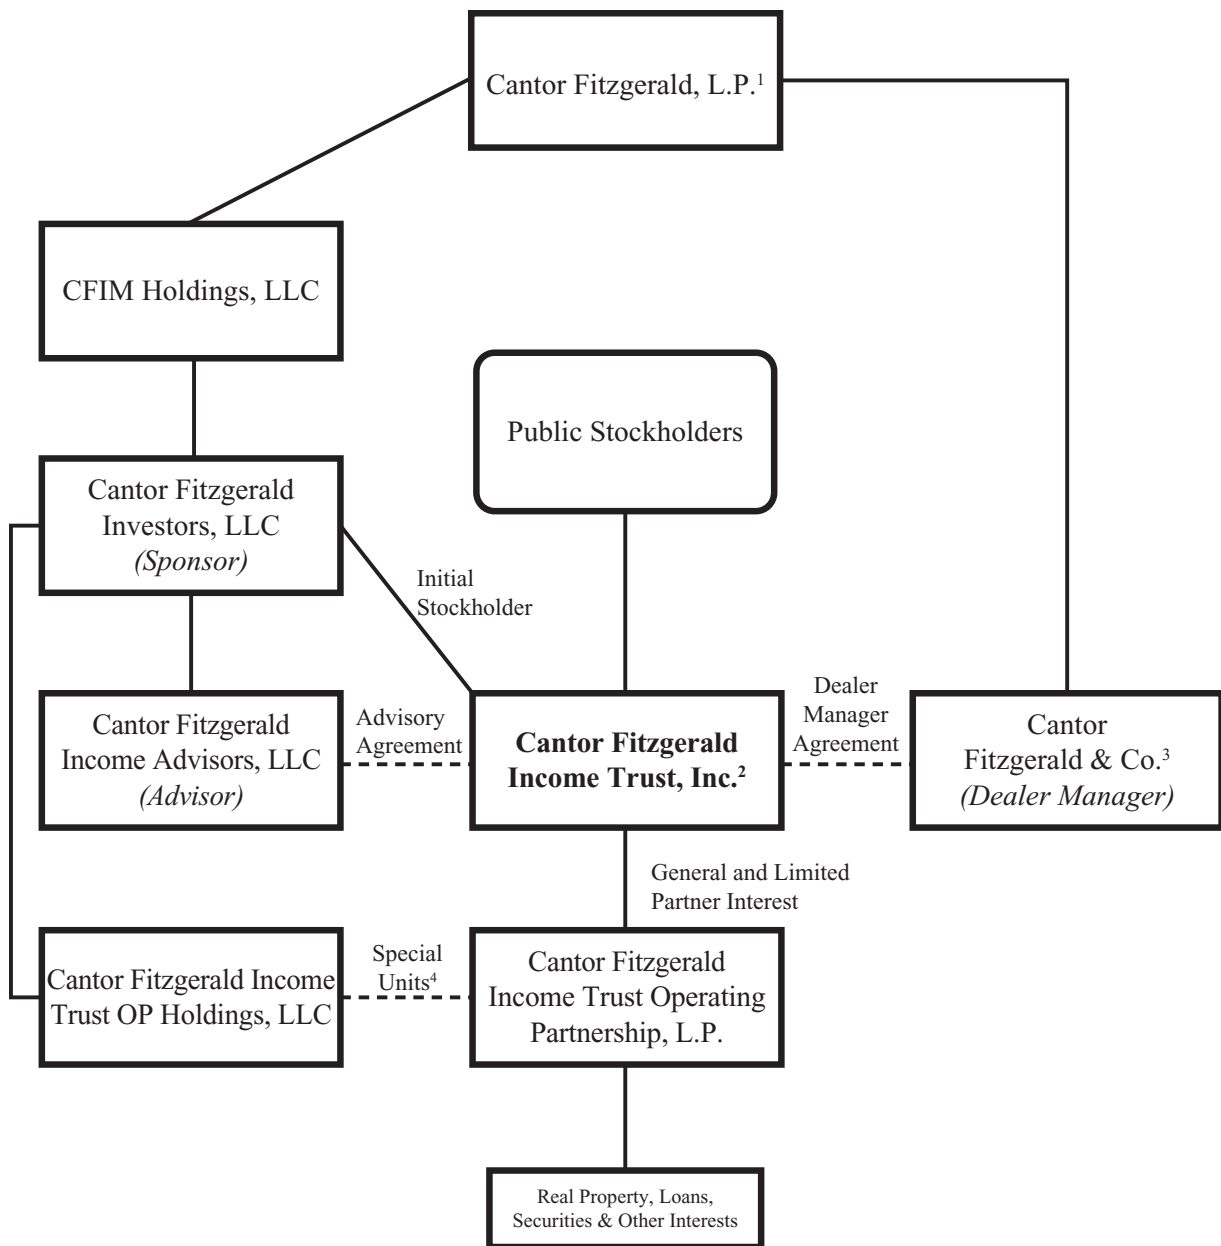 Cantor Fitzgerald, L.P.¹
CFIM Holdings, LLC
Public Stockholders
Cantor Fitzgerald
Investors, LLC
(Sponsor)
Initial
Stockholder
Cantor Fitzgerald
Income Advisors, LLC
(Advisor)
Advisory
Agreement
Cantor Fitzgerald
Income Trust, Inc.²
Dealer
Manager
Agreement
Cantor
Fitzgerald & Co.³
(Dealer Manager)
General and Limited
Partner Interest
Cantor Fitzgerald Income
Trust OP Holdings, LLC
Special
Units⁴
Cantor Fitzgerald
Income Trust Operating
Partnership, L.P.
Real Property, Loans,
Securities & Other Interests